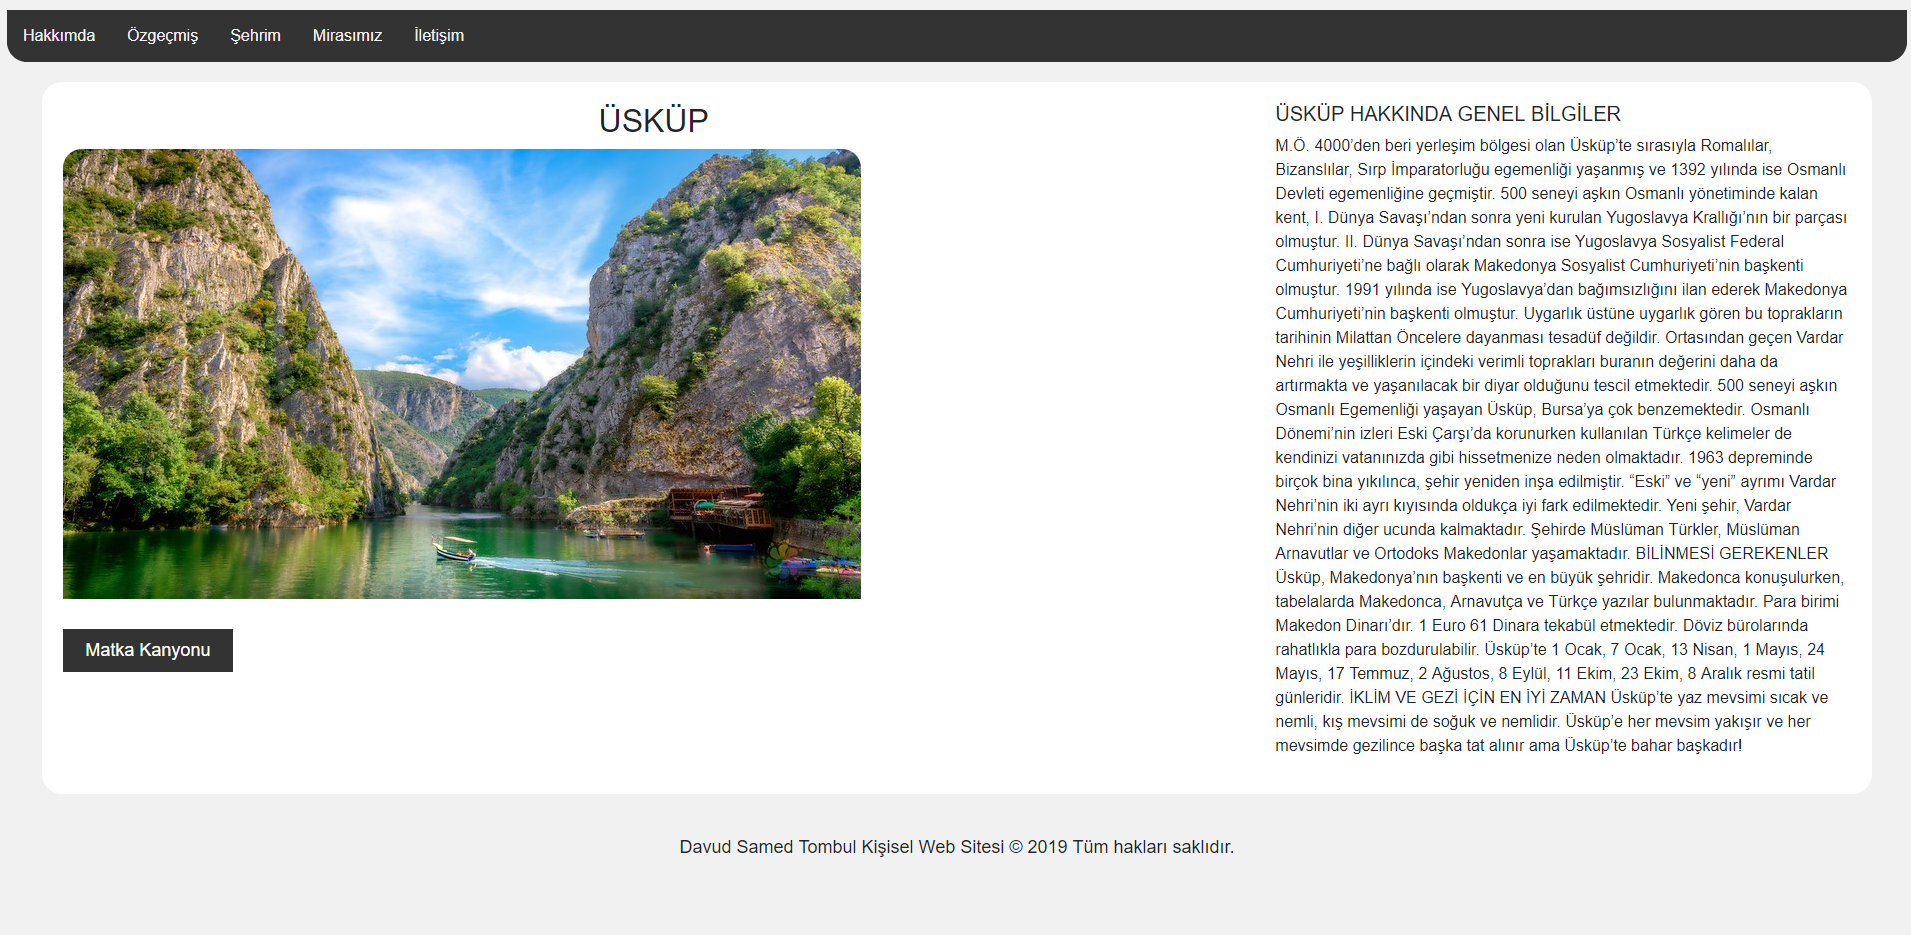 Hakkımda Özgeçmiş Şehrim Mirasımız İletişim
ÜSKÜP
Matka Kanyonu
ÜSKÜP HAKKINDA GENEL BİLGİLER
M.Ö. 4000’den beri yerleşim bölgesi olan Üsküp’te sırasıyla Romalılar,
Bizanslılar, Sırp İmparatorluğu egemenliği yaşanmış ve 1392 yılında ise Osmanlı
Devleti egemenliğine geçmiştir. 500 seneyi aşkın Osmanlı yönetiminde kalan
kent, I. Dünya Savaşı’ndan sonra yeni kurulan Yugoslavya Krallığı’nın bir parçası
olmuştur. II. Dünya Savaşı’ndan sonra ise Yugoslavya Sosyalist Federal
Cumhuriyeti’ne bağlı olarak Makedonya Sosyalist Cumhuriyeti’nin başkenti
olmuştur. 1991 yılında ise Yugoslavya’dan bağımsızlığını ilan ederek Makedonya
Cumhuriyeti’nin başkenti olmuştur. Uygarlık üstüne uygarlık gören bu toprakların
tarihinin Milattan Öncelere dayanması tesadüf değildir. Ortasından geçen Vardar
Nehri ile yeşilliklerin içindeki verimli toprakları buranın değerini daha da
artırmakta ve yaşanılacak bir diyar olduğunu tescil etmektedir. 500 seneyi aşkın
Osmanlı Egemenliği yaşayan Üsküp, Bursa’ya çok benzemektedir. Osmanlı
Dönemi’nin izleri Eski Çarşı’da korunurken kullanılan Türkçe kelimeler de
kendinizi vatanınızda gibi hissetmenize neden olmaktadır. 1963 depreminde
birçok bina yıkılınca, şehir yeniden inşa edilmiştir. “Eski” ve “yeni” ayrımı Vardar
Nehri’nin iki ayrı kıyısında oldukça iyi fark edilmektedir. Yeni şehir, Vardar
Nehri’nin diğer ucunda kalmaktadır. Şehirde Müslüman Türkler, Müslüman
Arnavutlar ve Ortodoks Makedonlar yaşamaktadır. BİLİNMESİ GEREKENLER
Üsküp, Makedonya’nın başkenti ve en büyük şehridir. Makedonca konuşulurken,
tabelalarda Makedonca, Arnavutça ve Türkçe yazılar bulunmaktadır. Para birimi
Makedon Dinarı’dır. 1 Euro 61 Dinara tekabül etmektedir. Döviz bürolarında
rahatlıkla para bozdurulabilir. Üsküp’te 1 Ocak, 7 Ocak, 13 Nisan, 1 Mayıs, 24
Mayıs, 17 Temmuz, 2 Ağustos, 8 Eylül, 11 Ekim, 23 Ekim, 8 Aralık resmi tatil
günleridir. İKLİM VE GEZİ İÇİN EN İYİ ZAMAN Üsküp’te yaz mevsimi sıcak ve
nemli, kış mevsimi de soğuk ve nemlidir. Üsküp’e her mevsim yakışır ve her
mevsimde gezilince başka tat alınır ama Üsküp’te bahar başkadır!
Davud Samed Tombul Kişisel Web Sitesi © 2019 Tüm hakları saklıdır.